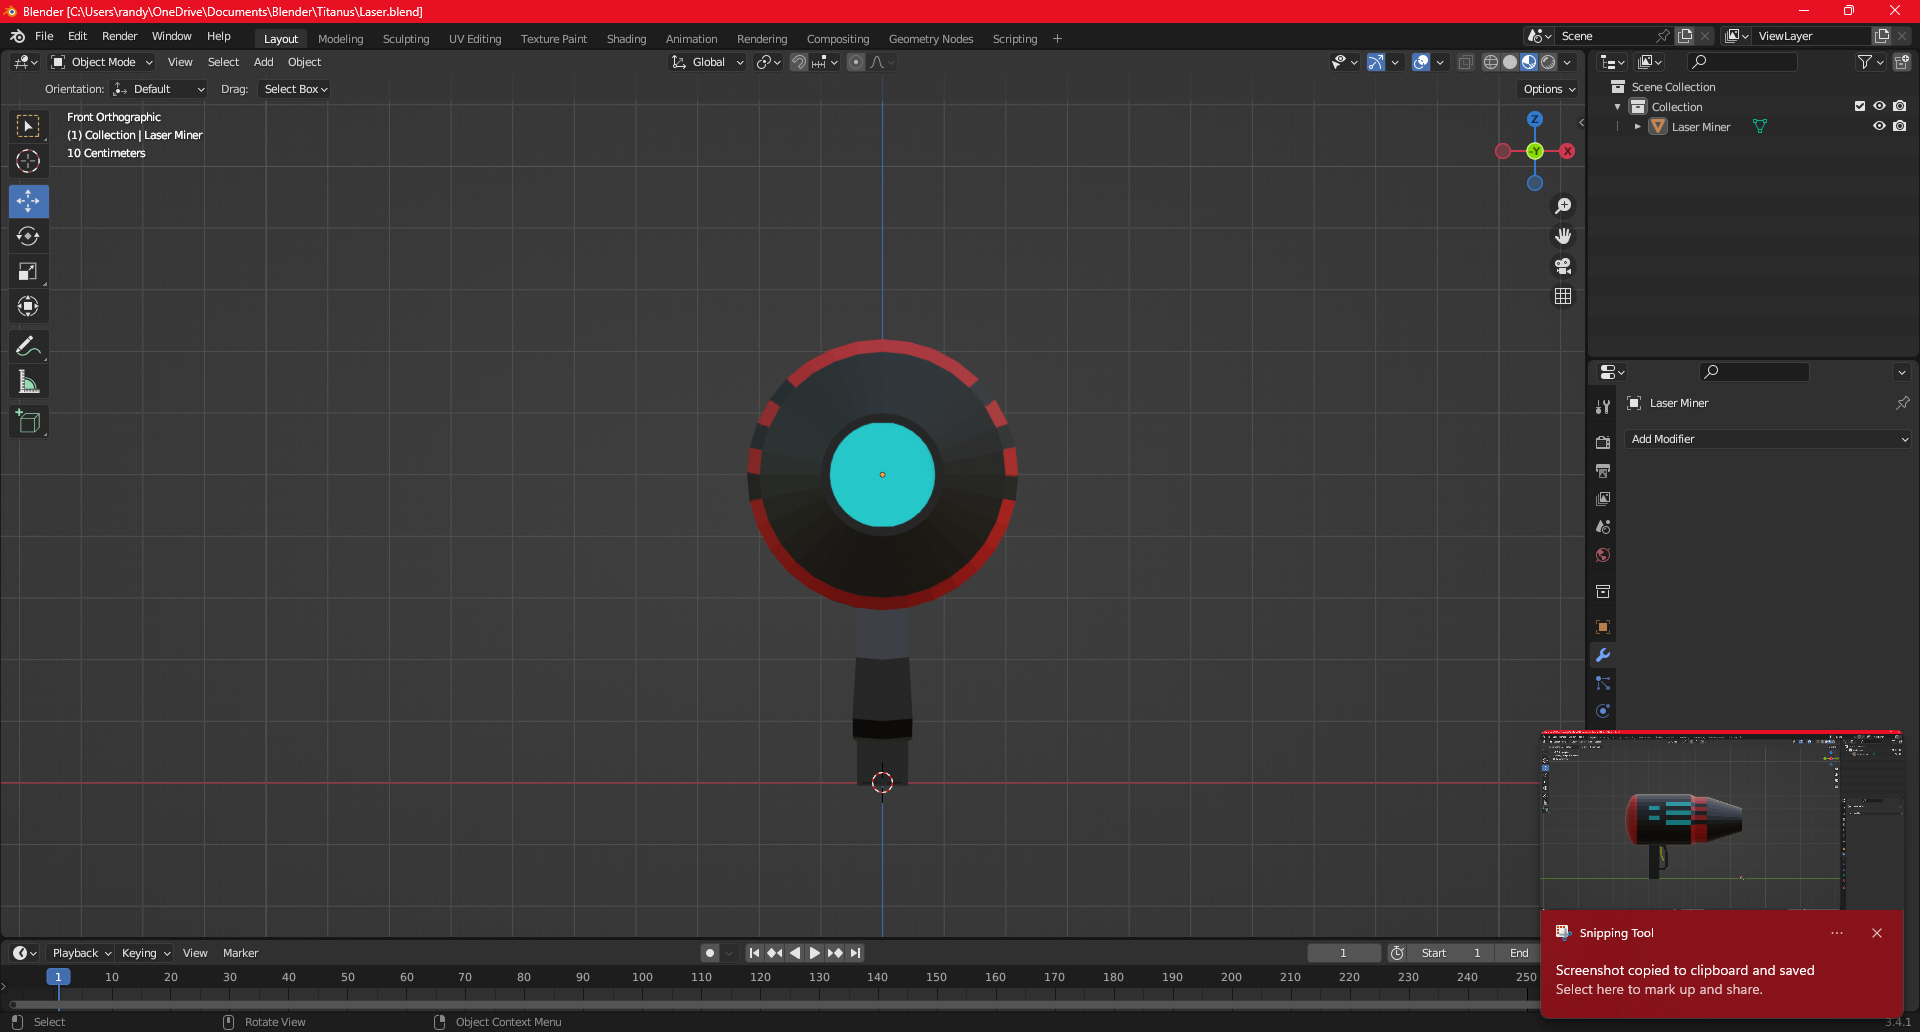 Blender [C:\Users\randy\OneDrive\Documents\Blender\Titanus\Laser.blend]
File Edit Render Window Help Layout Modeling Sculpting UV Editing Texture Paint Shading Animation Rendering Compositing Geometry Nodes Scripting + Scene ViewLayer
Object Mode View Select Add Object Global
Orientation: Default Drag: Select Box Options
Front Orthographic
(1) Collection | Laser Miner
10 Centimeters
Z
-Y X
Scene Collection
Collection
Laser Miner
Laser Miner
Add Modifier
Playback Keying View Marker 1 Start 1 End
1 10 20 30 40 50 60 70 80 90 100 110 120 130 140 150 160 170 180 190 200 210 220 230 240 250
Select Rotate View Object Context Menu
Snipping Tool
Screenshot copied to clipboard and saved
Select here to mark up and share.
3.4.1